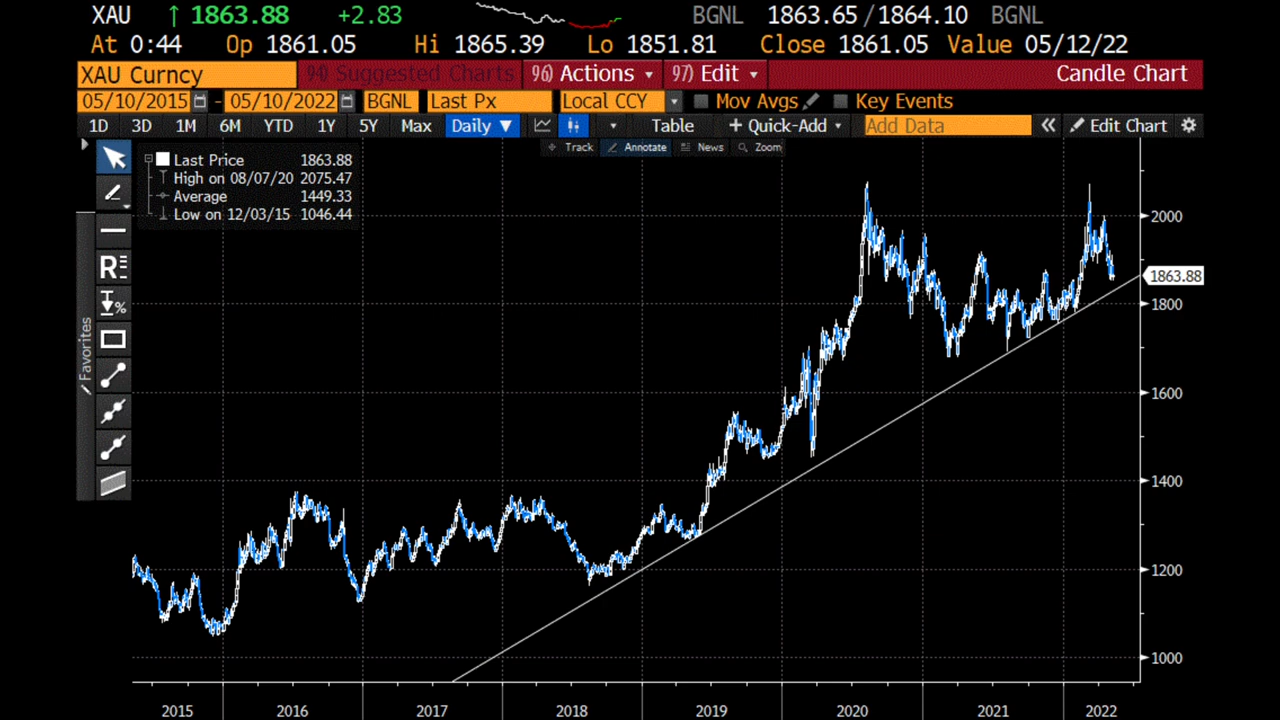 XAU ↑ 1863.88 +2.83 BGNL 1863.65 / 1864.10 BGNL
At 0:44 Op 1861.05 Hi 1865.39 Lo 1851.81 Close 1861.05 Value 05/12/22
XAU Curncy 94) Suggested Charts 96) Actions ▾ 97) Edit ▾ Candle Chart
05/10/2015 - 05/10/2022 BGNL Last Px Local CCY Mov Avgs Key Events
1D 3D 1M 6M YTD 1Y 5Y Max Daily ▼ Table + Quick-Add Add Data « Edit Chart
Track Annotate News Zoom
Last Price 1863.88
High on 08/07/20 2075.47
Average 1449.33
Low on 12/03/15 1046.44
R
%
Favorites
2000
1863.88
1800
1600
1400
1200
1000
2015 2016 2017 2018 2019 2020 2021 2022